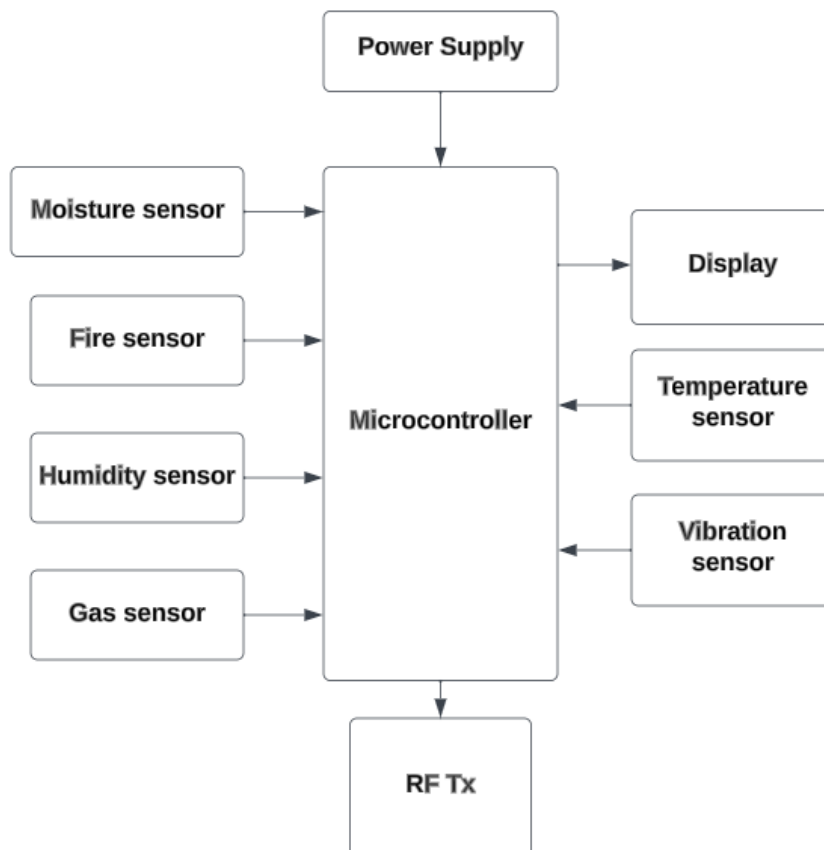 Power Supply
Moisture sensor
Display
Fire sensor
Temperature
sensor
Microcontroller
Humidity sensor
Vibration
sensor
Gas sensor
RF Tx